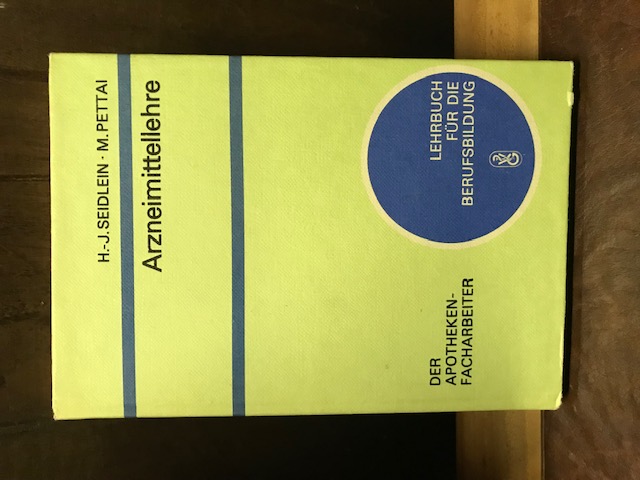 H.-J. SEIDLEIN · M. PETTAI
Arzneimittellehre
LEHRBUCH
FÜR DIE
BERUFSBILDUNG
DER
APOTHEKEN-
FACHARBEITER